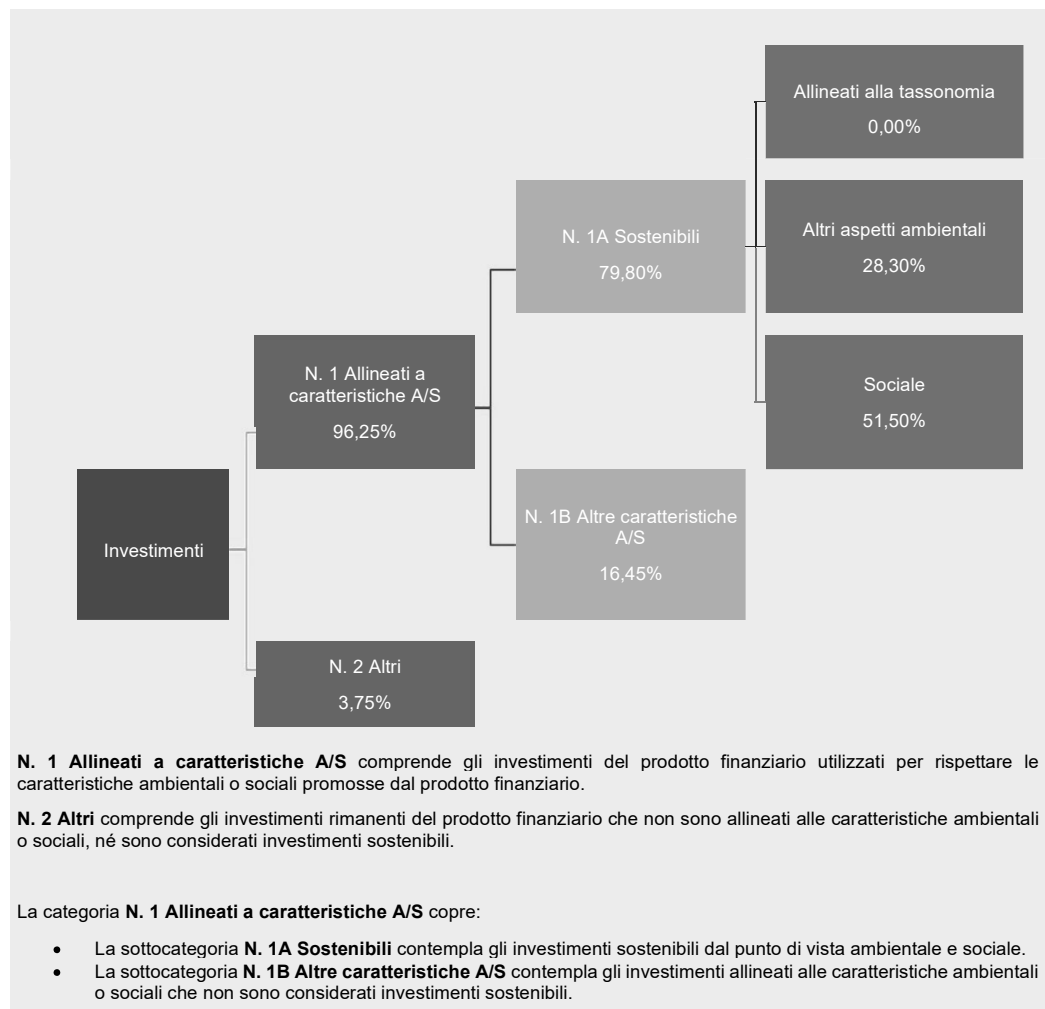 Allineati alla tassonomia
0,00%
N. 1A Sostenibili
79,80%
Altri aspetti ambientali
28,30%
N. 1 Allineati a
caratteristiche A/S
96,25%
Sociale
51,50%
Investimenti
N. 1B Altre caratteristiche
A/S
16,45%
N. 2 Altri
3,75%
N. 1 Allineati a caratteristiche A/S comprende gli investimenti del prodotto finanziario utilizzati per rispettare le
caratteristiche ambientali o sociali promosse dal prodotto finanziario.
N. 2 Altri comprende gli investimenti rimanenti del prodotto finanziario che non sono allineati alle caratteristiche ambientali
o sociali, né sono considerati investimenti sostenibili.
La categoria N. 1 Allineati a caratteristiche A/S copre:
• La sottocategoria N. 1A Sostenibili contempla gli investimenti sostenibili dal punto di vista ambientale e sociale.
• La sottocategoria N. 1B Altre caratteristiche A/S contempla gli investimenti allineati alle caratteristiche ambientali
o sociali che non sono considerati investimenti sostenibili.